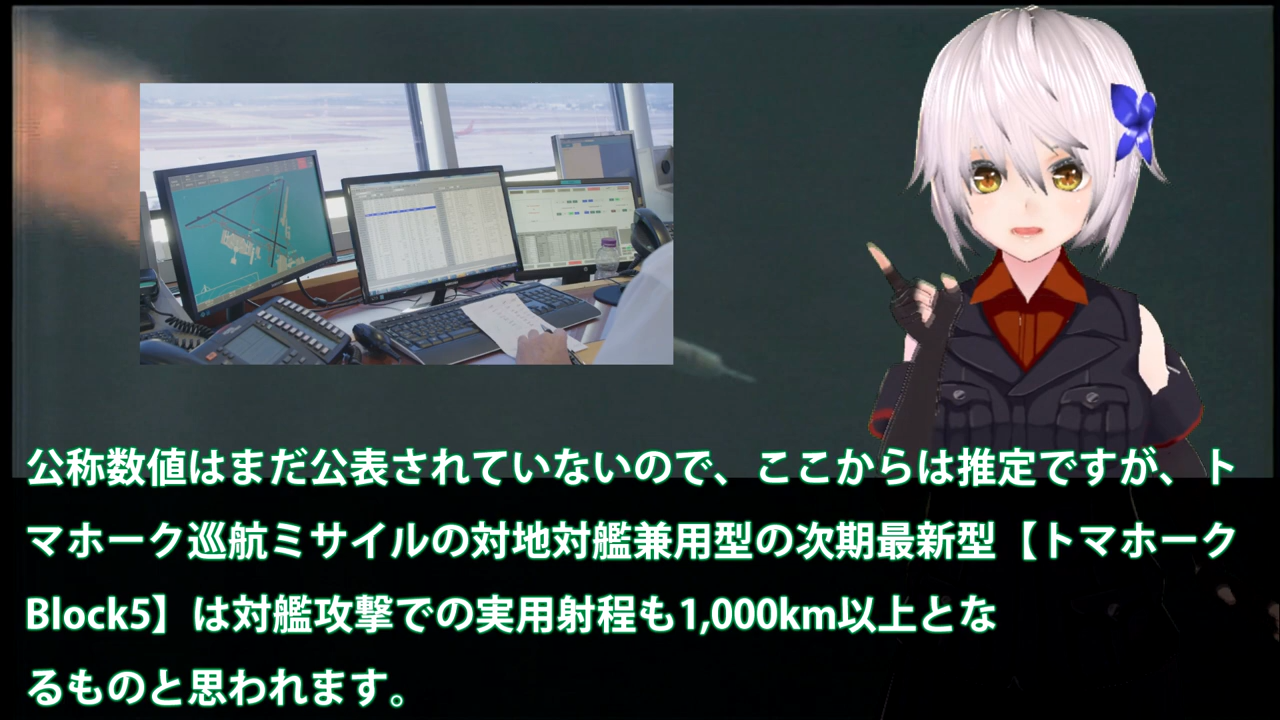 公称数値はまだ公表されていないので、ここからは推定ですが、ト
マホーク巡航ミサイルの対地対艦兼用型の次期最新型【トマホーク
Block5】は対艦攻撃での実用射程も1,000km以上とな
るものと思われます。